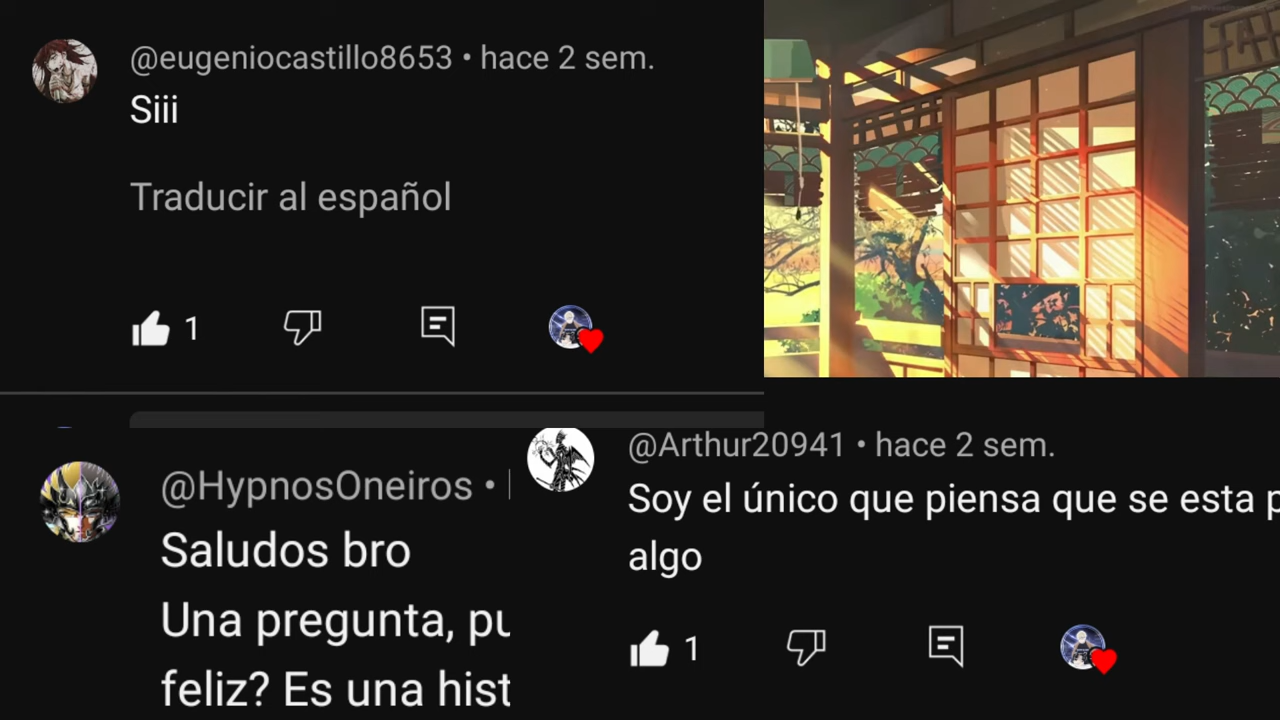 @eugeniocastillo8653 • hace 2 sem.
Siii
Traducir al español
1
@HypnosOneiros •
Saludos bro
Una pregunta,
feliz? Es una
@Arthur20941 • hace 2 sem.
Soy el único que piensa que se esta
algo
1